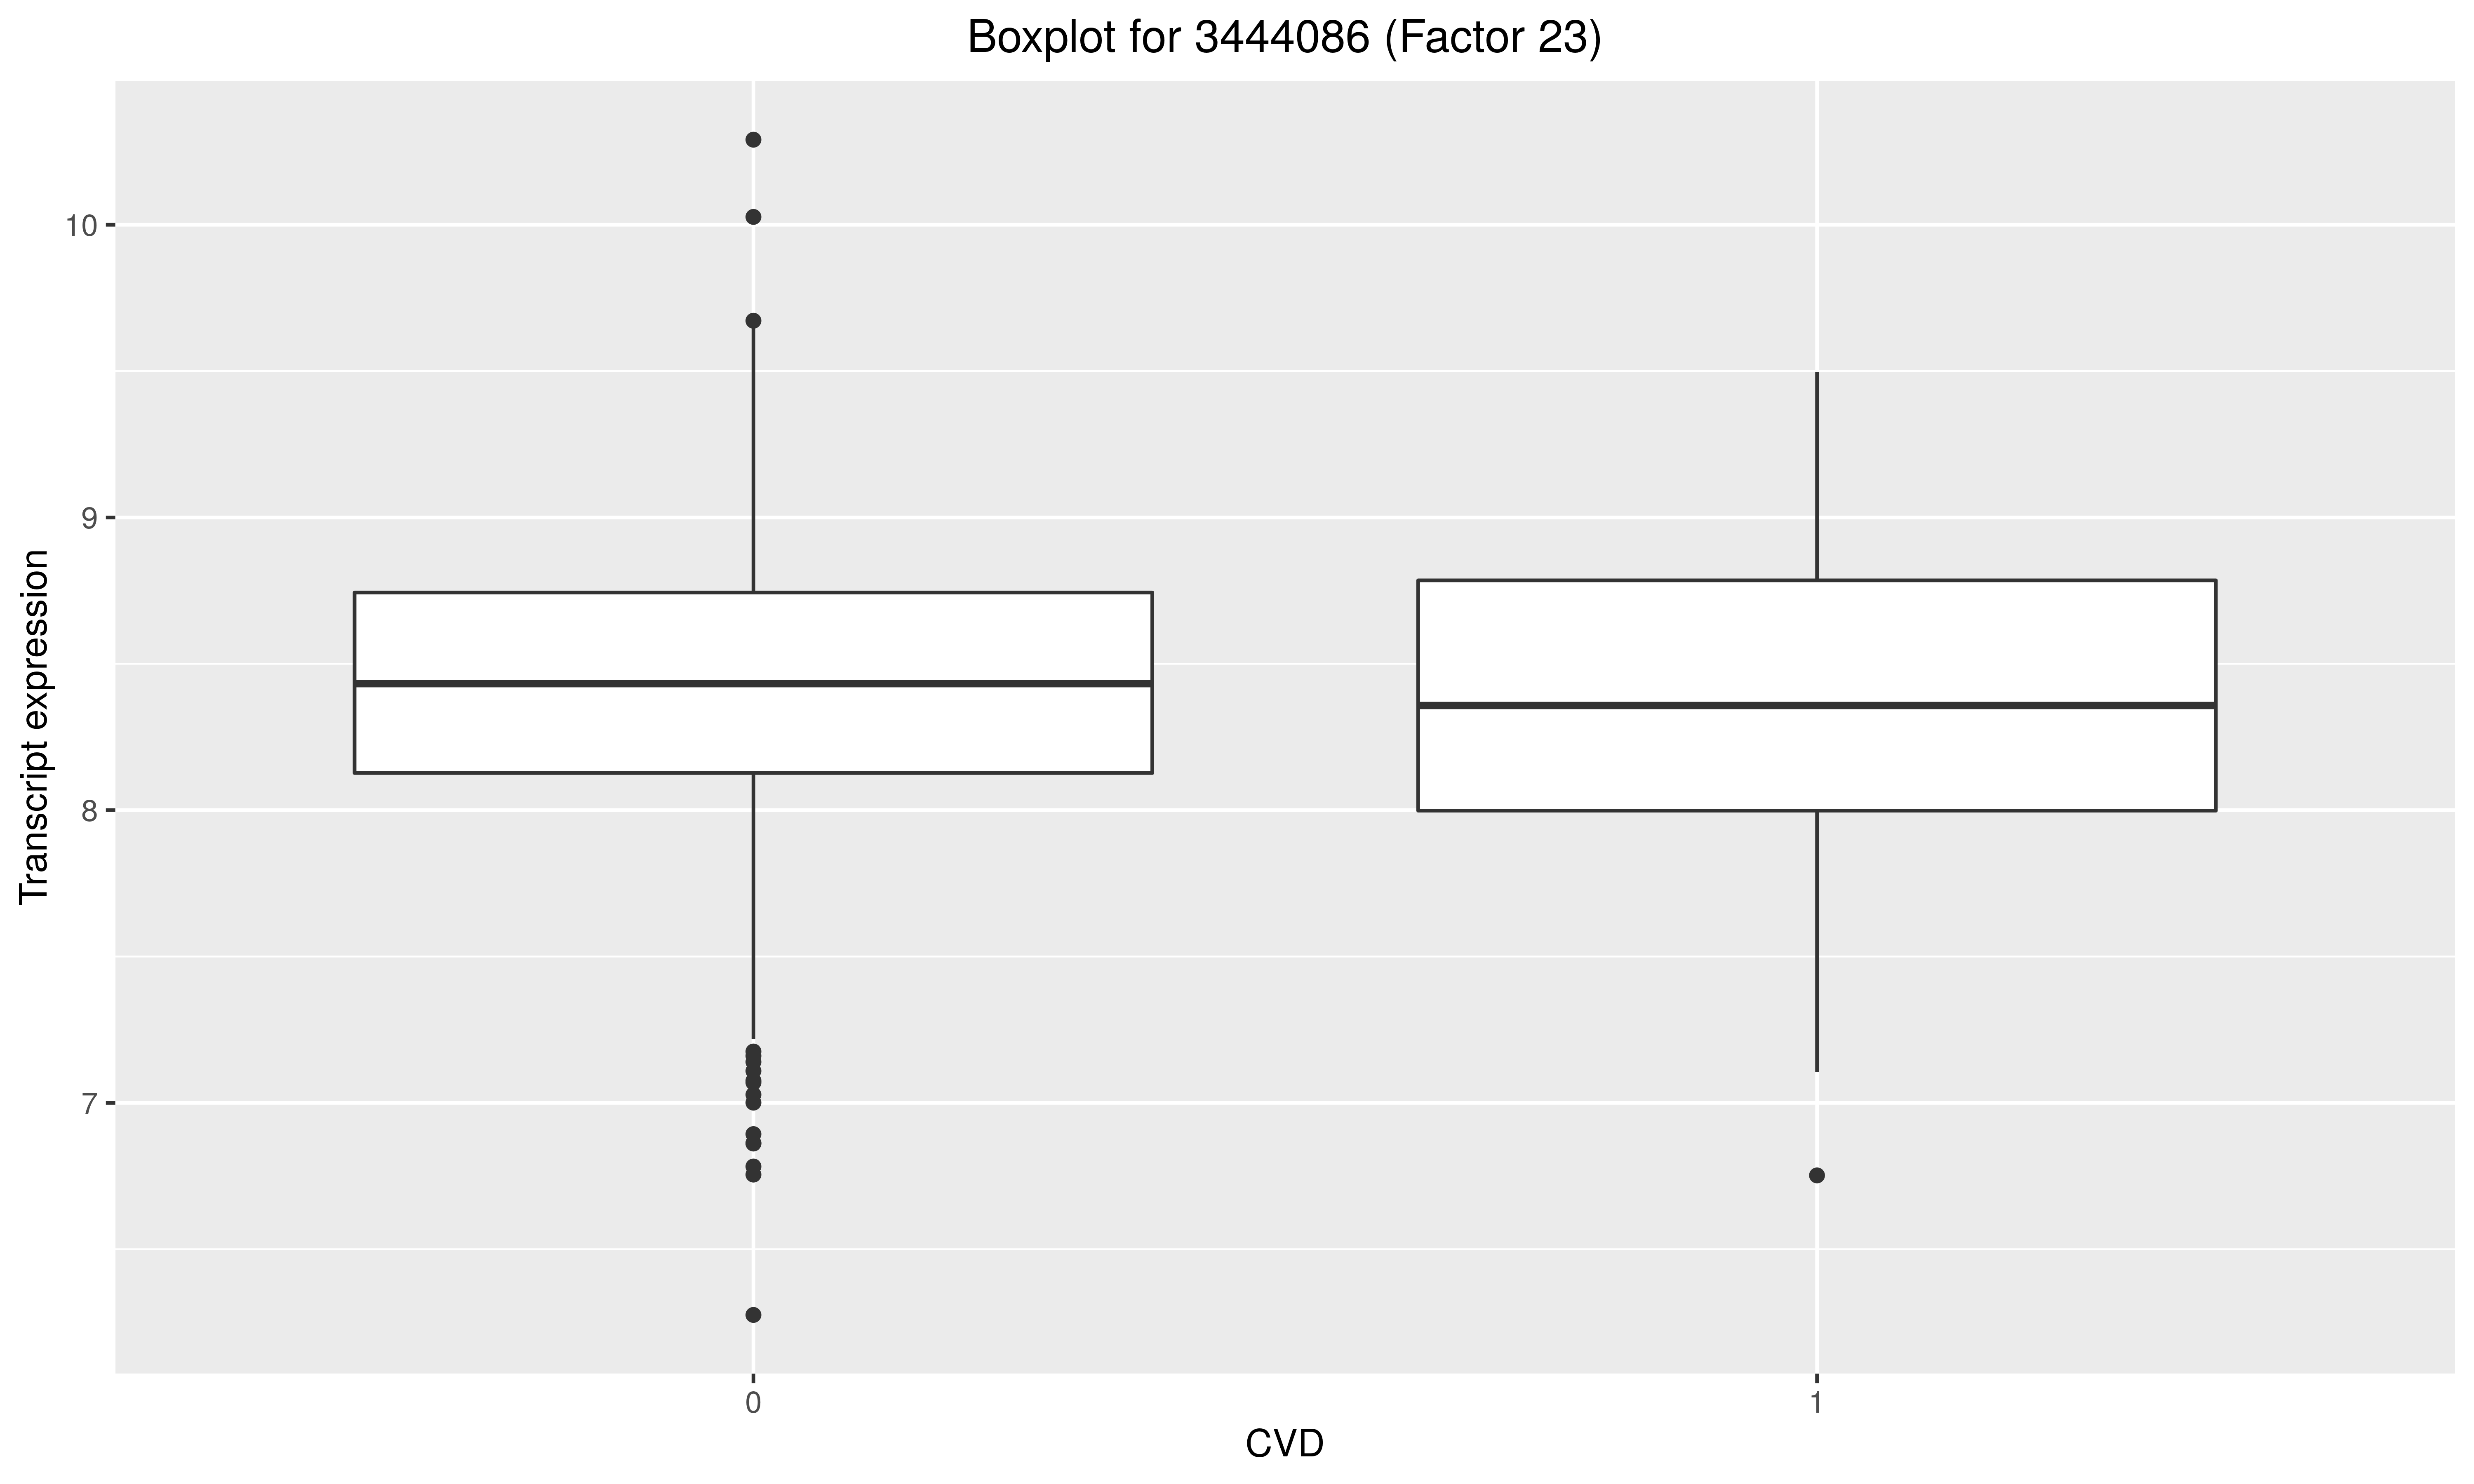 Boxplot for 3444086 (Factor 23)
Transcript expression
10
9
8
7
0
1
CVD